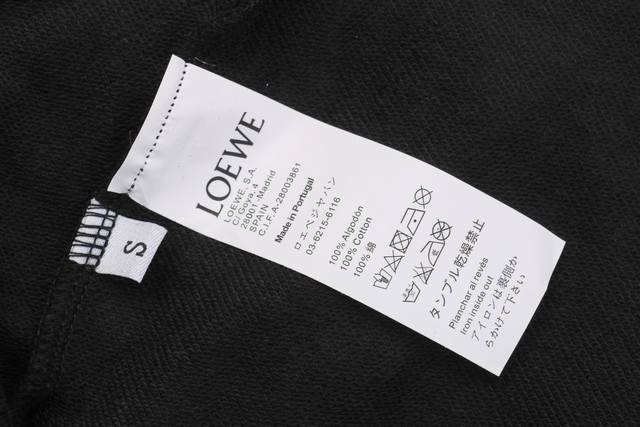 LOEWE
LOEWE. S.A.
C/Goya. 4
28001 -Madrid
SPAIN
C.I.F.A-28003861
Made in Portugal
ロエベジャパン
03-6215-6116
100% Algodón
100% Cotton
100% 綿
タンブル乾燥禁止
Planchar al revès
Iron inside out
アイロンは裏側か
らかけて下さい
S